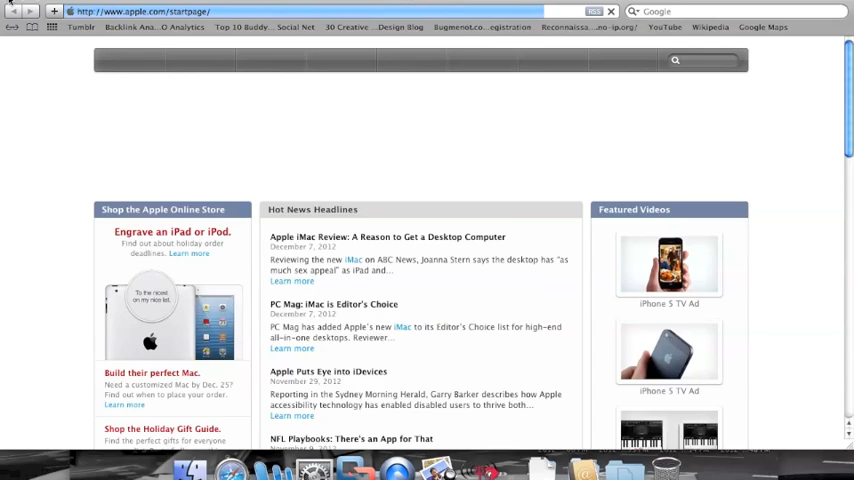 http://www.apple.com/startpage/
RSS
Google
Tumblr Backlink Ana...O Analytics Top 10 Buddy...Social Net 30 Creative ...Design Blog Bugmenot.co...egistration Reconnaissa.../no-ip.org/ YouTube Wikipedia Google Maps
Shop the Apple Online Store
Engrave an iPad or iPod.
Find out about holiday order
deadlines. Learn more
To the nicest
on my nice list.
Build their perfect Mac.
Need a customized Mac by Dec. 25?
Find out when to place your order.
Learn more
Shop the Holiday Gift Guide.
Find the perfect gifts for everyone
Hot News Headlines
Apple iMac Review: A Reason to Get a Desktop Computer
December 7, 2012
Reviewing the new iMac on ABC News, Joanna Stern says the desktop has "as
much sex appeal" as iPad and...
Learn more
PC Mag: iMac is Editor's Choice
December 7, 2012
PC Mag has added Apple's new iMac to its Editor's Choice list for high-end
all-in-one desktops. Reviewer...
Learn more
Apple Puts Eye into iDevices
November 29, 2012
Reporting in the Sydney Morning Herald, Garry Barker describes how Apple
accessibility technology has enabled disabled users to thrive both...
Learn more
NFL Playbooks: There's an App for That
Featured Videos
iPhone 5 TV Ad
iPhone 5 TV Ad